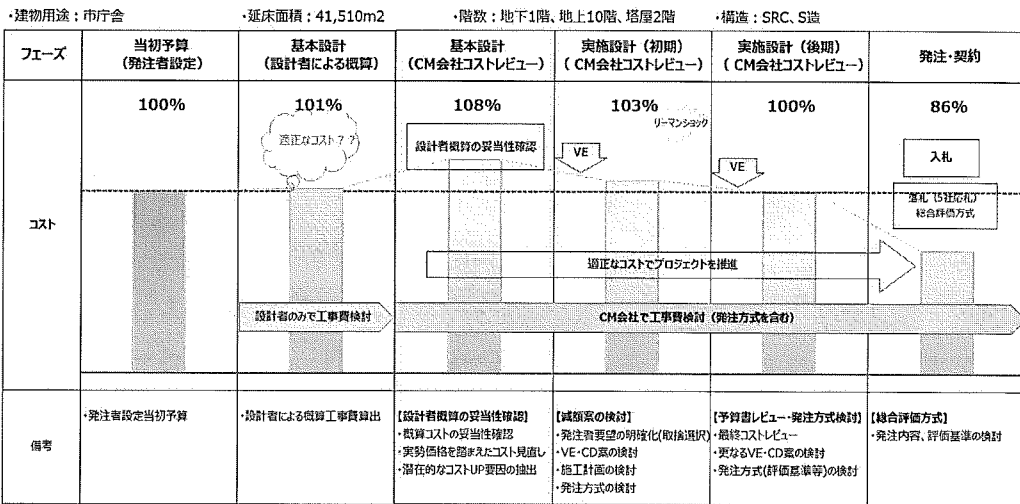 ・建物用途：市庁舎　・延床面積：41,510m2　・階数：地下1階、地上10階、塔屋2階　・構造：SRC、S造
フェーズ
当初予算
(発注者設定)
基本設計
(設計者による概算)
基本設計
(CM会社コストレビュー)
実施設計（初期）
( CM会社コストレビュー)
実施設計（後期）
( CM会社コストレビュー)
発注・契約
コスト
100%
101%
108%
103%
100%
86%
適正なコスト？？
設計者概算の妥当性確認
リーマンショック
VE
VE
入札
落札（5社応札）
総合評価方式
適正なコストでプロジェクトを推進
設計者のみで工事費検討
CM会社で工事費検討（発注方式を含む）
備考
・発注者設定当初予算
・設計者による概算工事費算出
【設計者概算の妥当性確認】
・概算コストの妥当性確認
・実勢価格を踏まえたコスト見直し
・潜在的なコストUP要因の抽出
【減額案の検討】
・発注者要望の明確化(取捨選択)
・VE・CD案の検討
・施工計画の検討
・発注方式の検討
【予算書レビュー・発注方式検討】
・最終コストレビュー
・更なるVE・CD案の検討
・発注方式(評価基準等)の検討
【総合評価方式】
・発注内容、評価基準の検討